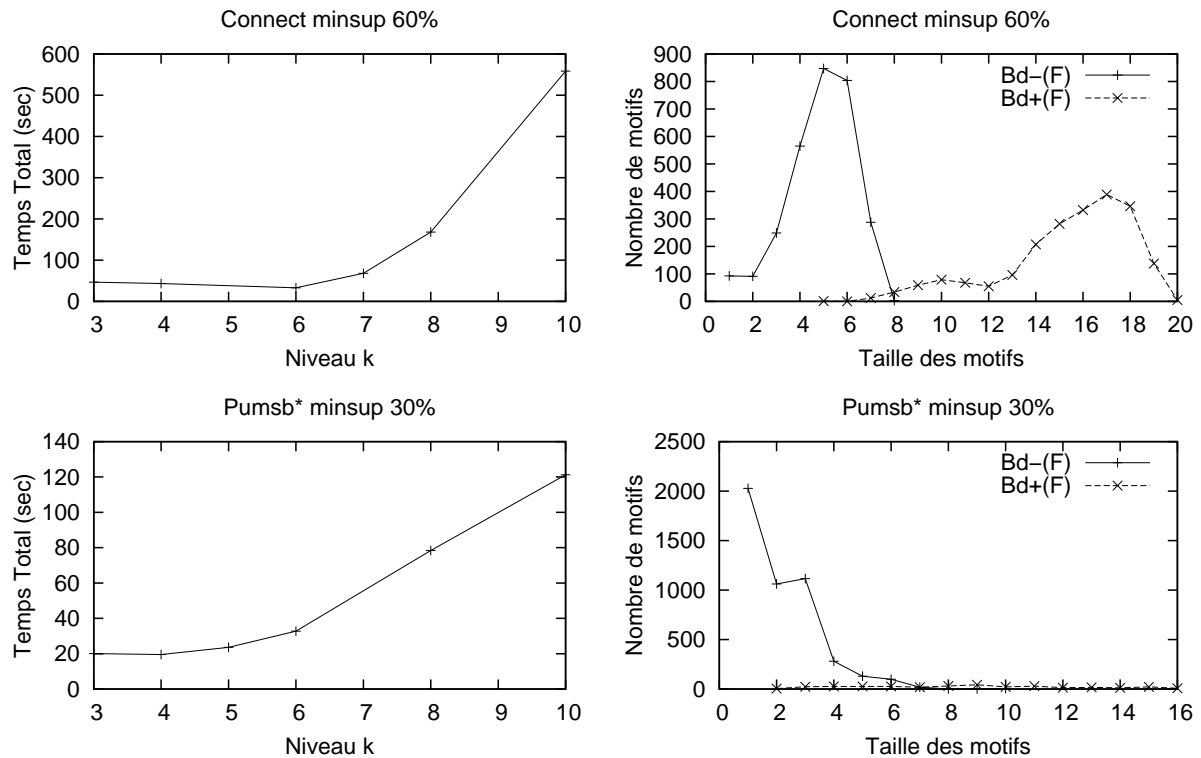 Connect minsup 60%
Temps Total (sec)
600
500
400
300
200
100
0
3 4 5 6 7 8 9 10
Niveau k
Connect minsup 60%
Nombre de motifs
900
800
700
600
500
400
300
200
100
0
0 2 4 6 8 10 12 14 16 18 20
Taille des motifs
Bd−(F)
Bd+(F)
Pumsb* minsup 30%
Temps Total (sec)
140
120
100
80
60
40
20
0
3 4 5 6 7 8 9 10
Niveau k
Pumsb* minsup 30%
Nombre de motifs
2500
2000
1500
1000
500
0
0 2 4 6 8 10 12 14 16
Taille des motifs
Bd−(F)
Bd+(F)